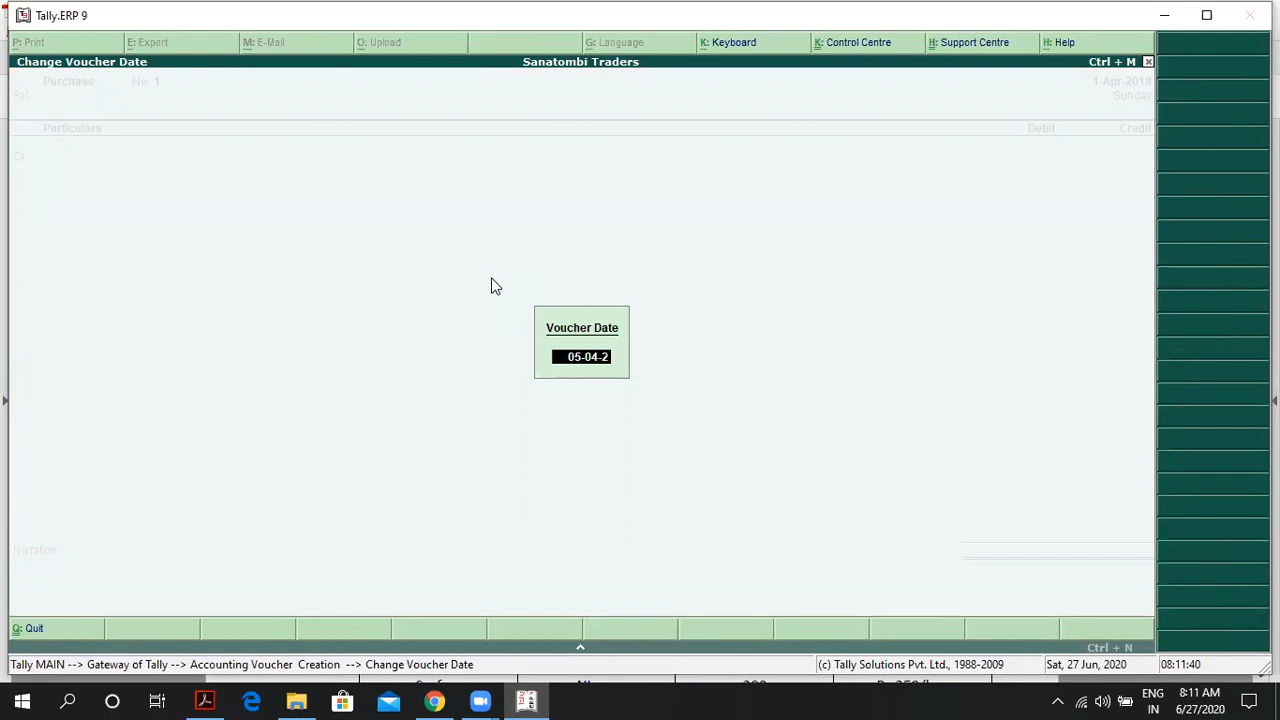 Tally.ERP 9
P: Print E: Export M: E-Mail O: Upload G: Language K: Keyboard K: Control Centre H: Support Centre H: Help
Change Voucher Date Sanatombi Traders Ctrl + M
Purchase No. 1 1-Apr-2018
Ref. Sunday
Particulars Debit Credit
Cr
Voucher Date
05-04-2
Narration
Q: Quit
Ctrl + N
Tally MAIN --> Gateway of Tally --> Accounting Voucher Creation --> Change Voucher Date (c) Tally Solutions Pvt. Ltd., 1988-2009 Sat, 27 Jun, 2020 08:11:40
ENG 8:11 AM
IN 6/27/2020